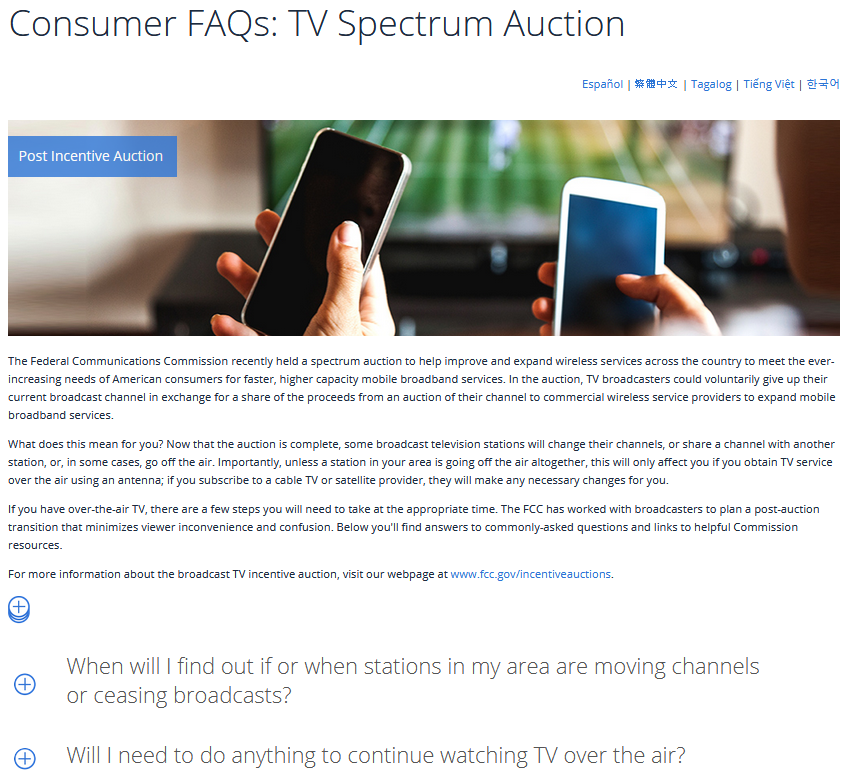 Consumer FAQs: TV Spectrum Auction
Español | 繁體中文 | Tagalog | Tiếng Việt | 한국어
Post Incentive Auction
The Federal Communications Commission recently held a spectrum auction to help improve and expand wireless services across the country to meet the ever-
increasing needs of American consumers for faster, higher capacity mobile broadband services. In the auction, TV broadcasters could voluntarily give up their
current broadcast channel in exchange for a share of the proceeds from an auction of their channel to commercial wireless service providers to expand mobile
broadband services.
What does this mean for you? Now that the auction is complete, some broadcast television stations will change their channels, or share a channel with another
station, or, in some cases, go off the air. Importantly, unless a station in your area is going off the air altogether, this will only affect you if you obtain TV service
over the air using an antenna; if you subscribe to a cable TV or satellite provider, they will make any necessary changes for you.
If you have over-the-air TV, there are a few steps you will need to take at the appropriate time. The FCC has worked with broadcasters to plan a post-auction
transition that minimizes viewer inconvenience and confusion. Below you'll find answers to commonly-asked questions and links to helpful Commission
resources.
For more information about the broadcast TV incentive auction, visit our webpage at www.fcc.gov/incentiveauctions.
When will I find out if or when stations in my area are moving channels
or ceasing broadcasts?
Will I need to do anything to continue watching TV over the air?